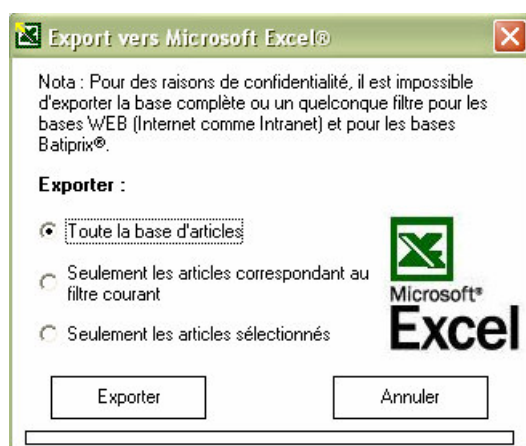 Export vers Microsoft Excel®
Nota : Pour des raisons de confidentialité, il est impossible
d'exporter la base complète ou un quelconque filtre pour les
bases WEB (Internet comme Intranet) et pour les bases
Batiprix®.
Exporter :
Toute la base d'articles
Seulement les articles correspondant au
filtre courant
Seulement les articles sélectionnés
Microsoft®
Excel
Exporter
Annuler